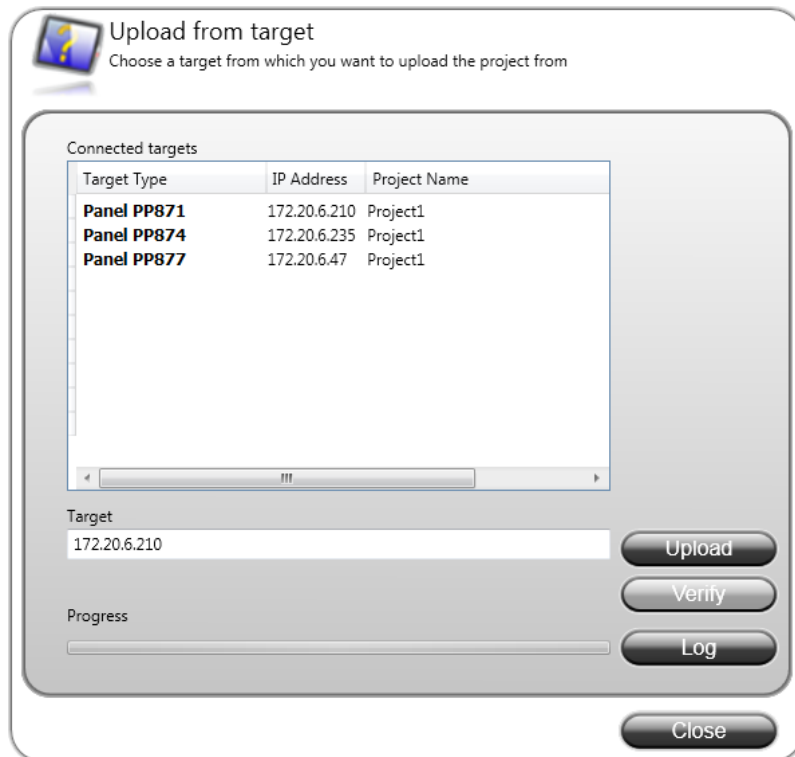 Upload from target
Choose a target from which you want to upload the project from
Connected targets
Target Type IP Address Project Name
Panel PP871 172.20.6.210 Project1
Panel PP874 172.20.6.235 Project1
Panel PP877 172.20.6.47 Project1
Target
172.20.6.210
Upload
Verify
Progress
Log
Close